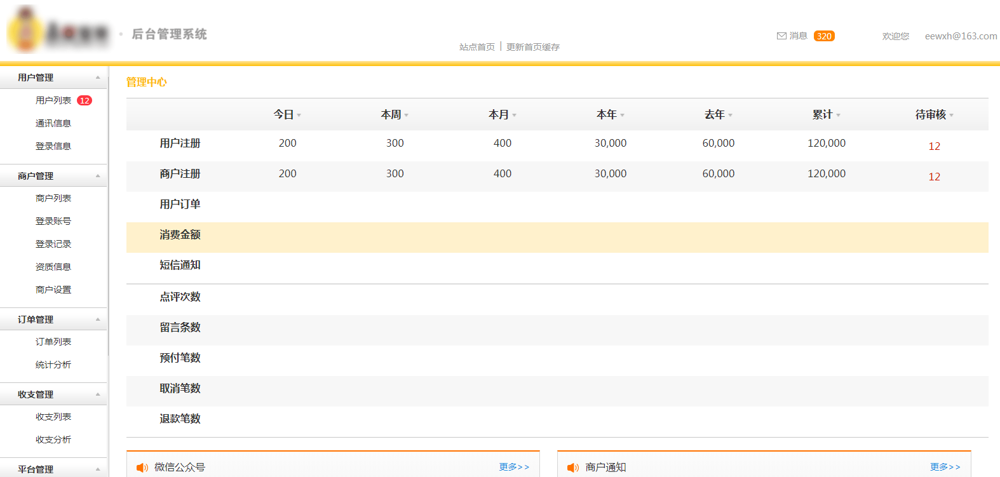 后台管理系统
站点首页 | 更新首页缓存
消息 320
欢迎您 eewxh@163.com
用户管理
用户列表 12
通讯信息
登录信息
商户管理
商户列表
登录账号
登录记录
资质信息
商户设置
订单管理
订单列表
统计分析
收支管理
收支列表
收支分析
平台管理
管理中心
今日 本周 本月 本年 去年 累计 待审核
用户注册 200 300 400 30,000 60,000 120,000 12
商户注册 200 300 400 30,000 60,000 120,000 12
用户订单
消费金额
短信通知
点评次数
留言条数
预付笔数
取消笔数
退款笔数
微信公众号 更多>>
商户通知 更多>>